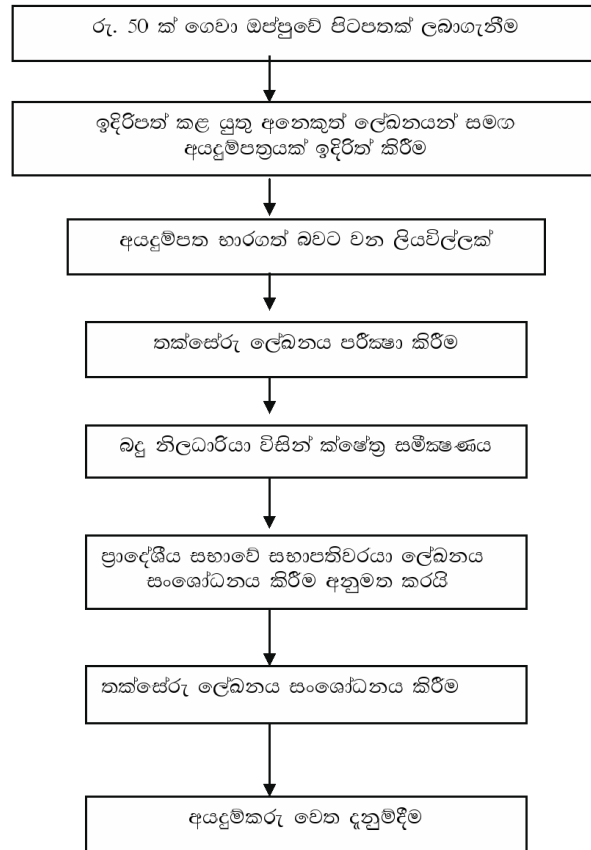 රු. 50 ක් ගෙවා ඔප්පුවේ පිටපතක් ලබාගැනීම
ඉදිරිපත් කළ යුතු අනෙකුත් ලේඛනයන් සමඟ
අයදුම්පත්‍රයක් ඉදිරිත් කිරීම
අයදුම්පත භාරගත් බවට වන ලියවිල්ලක්
තක්සේරු ලේඛනය පරීක්‍ෂා කිරීම
බදු නිලධාරියා විසින් ක්ෂේත්‍ර සමීක්‍ෂණය
ප්‍රාදේශීය සභාවේ සභාපතිවරයා ලේඛනය
සංශෝධනය කිරීම අනුමත කරයි
තක්සේරු ලේඛනය සංශෝධනය කිරීම
අයදුම්කරු වෙත දැනුම්දීම